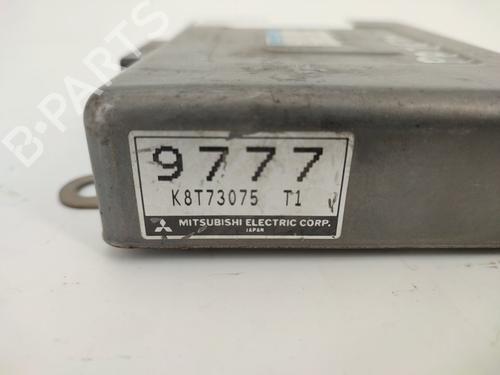 B-PARTS
9777
K8T73075 T1
MITSUBISHI ELECTRIC CORP.
JAPAN